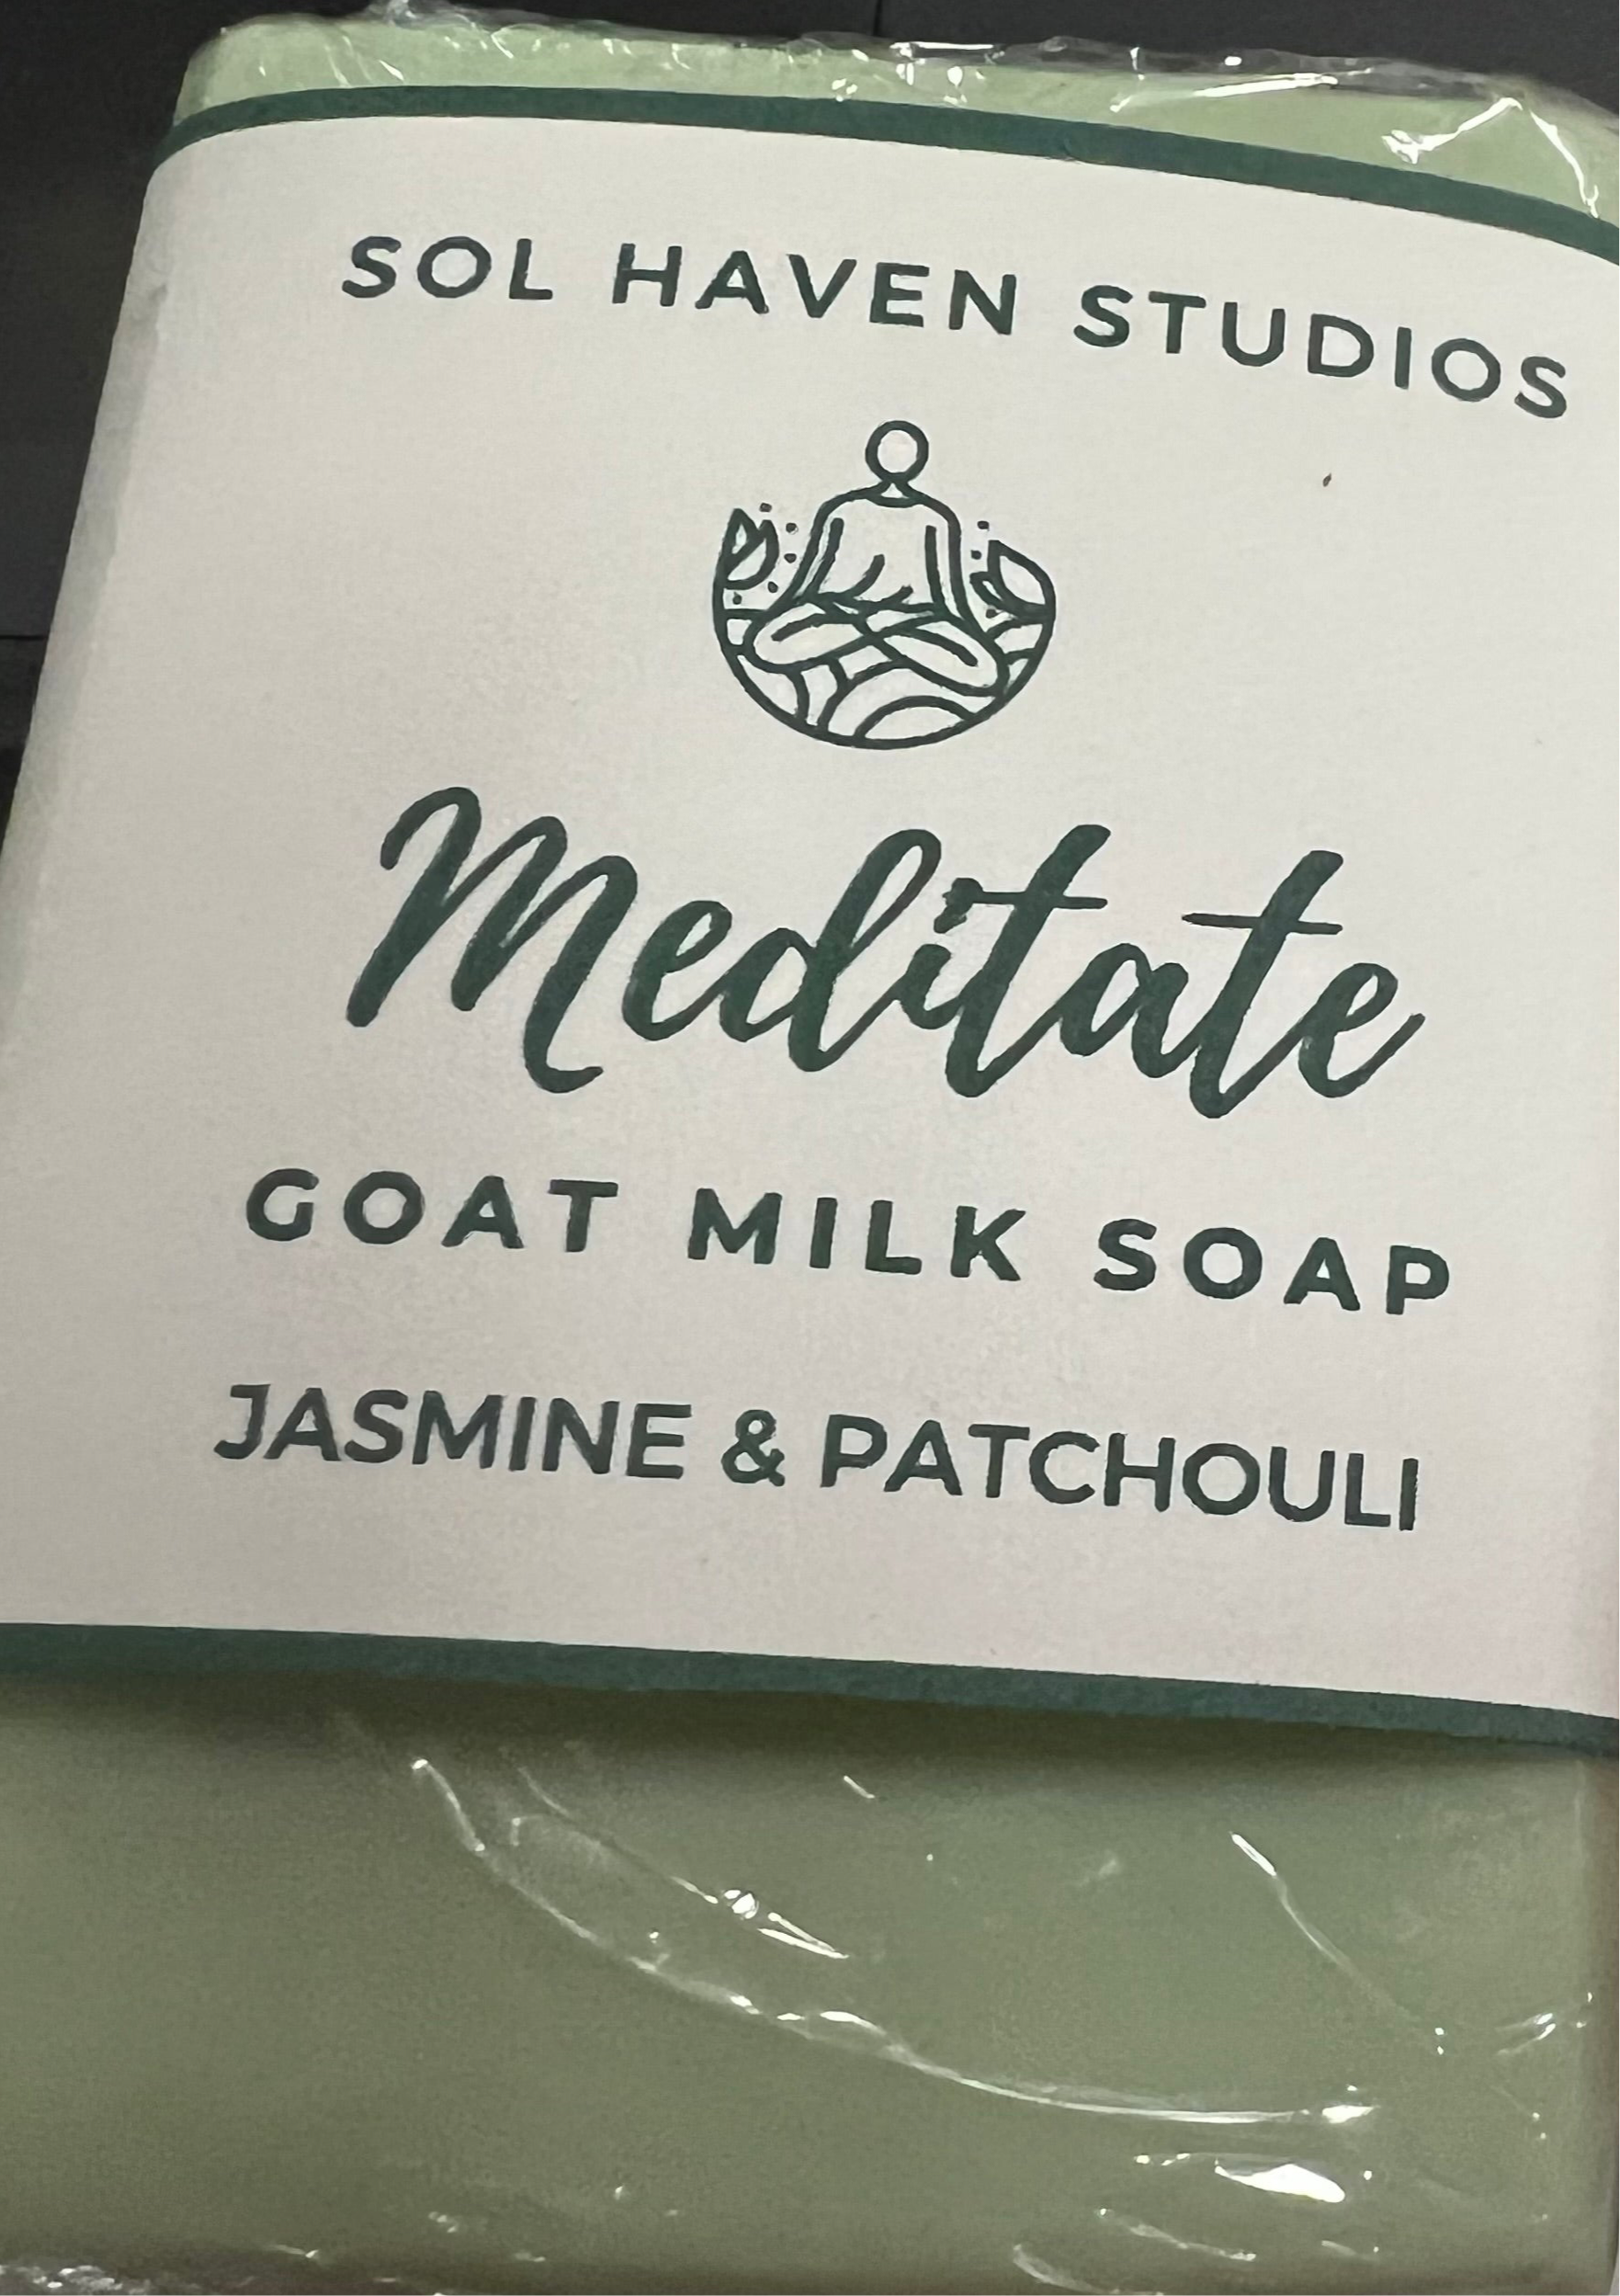 SOL HAVEN STUDIOS
Meditate
GOAT MILK SOAP
JASMINE & PATCHOULI